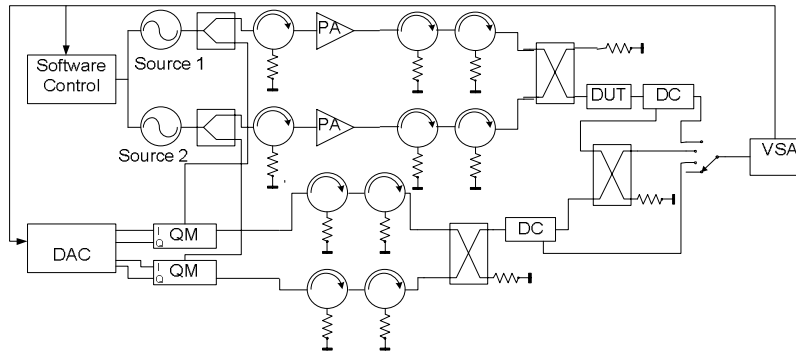 Software
Control
Source 1
PA
Source 2
PA
DUT
DC
VSA
DAC
I
Q
QM
I
Q
QM
DC